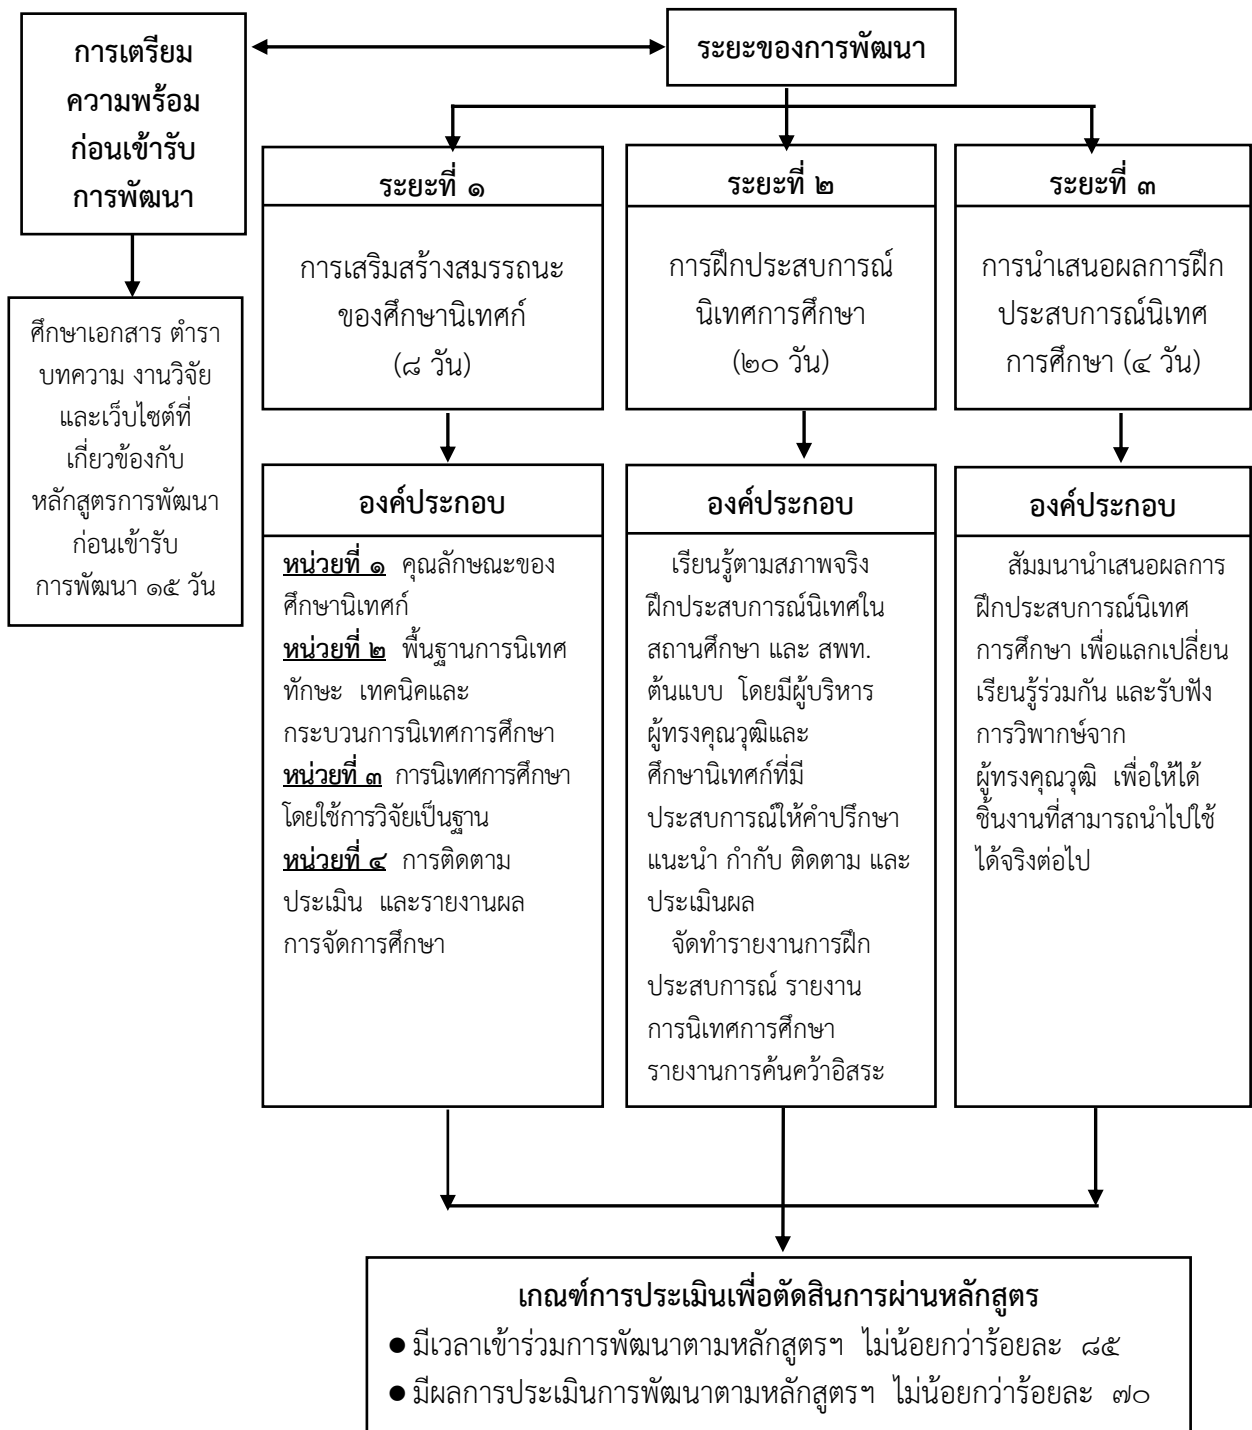 การเตรียม
ความพร้อม
ก่อนเข้ารับ
การพัฒนา
ระยะของการพัฒนา
ศึกษาเอกสาร ตำรา
บทความ งานวิจัย
และเว็บไซต์ที่
เกี่ยวข้องกับ
หลักสูตรการพัฒนา
ก่อนเข้ารับ
การพัฒนา ๑๕ วัน
ระยะที่ ๑
การเสริมสร้างสมรรถนะ
ของศึกษานิเทศก์
(๘ วัน)
องค์ประกอบ
หน่วยที่ ๑ คุณลักษณะของ
ศึกษานิเทศก์
หน่วยที่ ๒ พื้นฐานการนิเทศ
ทักษะ เทคนิคและ
กระบวนการนิเทศการศึกษา
หน่วยที่ ๓ การนิเทศการศึกษา
โดยใช้การวิจัยเป็นฐาน
หน่วยที่ ๔ การติดตาม
ประเมิน และรายงานผล
การจัดการศึกษา
ระยะที่ ๒
การฝึกประสบการณ์
นิเทศการศึกษา
(๒๐ วัน)
องค์ประกอบ
เรียนรู้ตามสภาพจริง
ฝึกประสบการณ์นิเทศใน
สถานศึกษา และ สพท.
ต้นแบบ โดยมีผู้บริหาร
ผู้ทรงคุณวุฒิและ
ศึกษานิเทศก์ที่มี
ประสบการณ์ให้คำปรึกษา
แนะนำ กำกับ ติดตาม และ
ประเมินผล
จัดทำรายงานการฝึก
ประสบการณ์ รายงาน
การนิเทศการศึกษา
รายงานการค้นคว้าอิสระ
ระยะที่ ๓
การนำเสนอผลการฝึก
ประสบการณ์นิเทศ
การศึกษา (๔ วัน)
องค์ประกอบ
สัมมนานำเสนอผลการ
ฝึกประสบการณ์นิเทศ
การศึกษา เพื่อแลกเปลี่ยน
เรียนรู้ร่วมกัน และรับฟัง
การวิพากษ์จาก
ผู้ทรงคุณวุฒิ เพื่อให้ได้
ชิ้นงานที่สามารถนำไปใช้
ได้จริงต่อไป
เกณฑ์การประเมินเพื่อตัดสินการผ่านหลักสูตร
● มีเวลาเข้าร่วมการพัฒนาตามหลักสูตรฯ ไม่น้อยกว่าร้อยละ ๘๕
● มีผลการประเมินการพัฒนาตามหลักสูตรฯ ไม่น้อยกว่าร้อยละ ๗๐